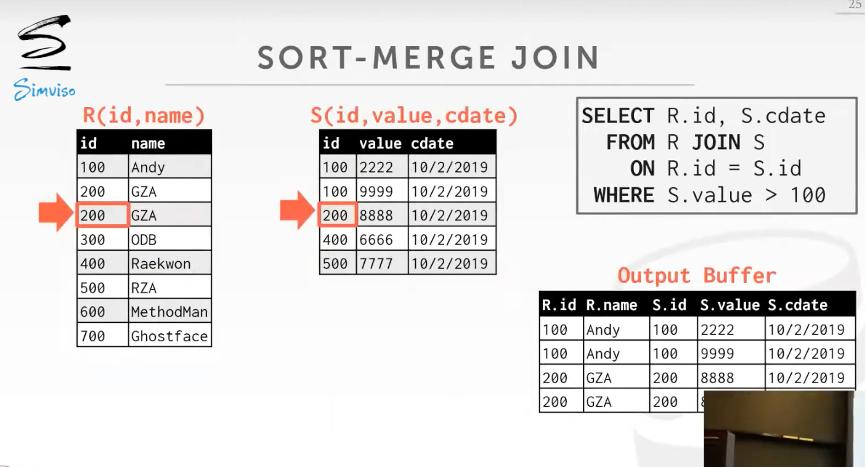 25
Simviso
SORT-MERGE JOIN
R(id,name)
id name
100 Andy
200 GZA
200 GZA
300 ODB
400 Raekwon
500 RZA
600 MethodMan
700 Ghostface
S(id,value,cdate)
id value cdate
100 2222 10/2/2019
100 9999 10/2/2019
200 8888 10/2/2019
400 6666 10/2/2019
500 7777 10/2/2019
SELECT R.id, S.cdate
FROM R JOIN S
ON R.id = S.id
WHERE S.value > 100
Output Buffer
R.id R.name S.id S.value S.cdate
100 Andy 100 2222 10/2/2019
100 Andy 100 9999 10/2/2019
200 GZA 200 8888 10/2/2019
200 GZA 200